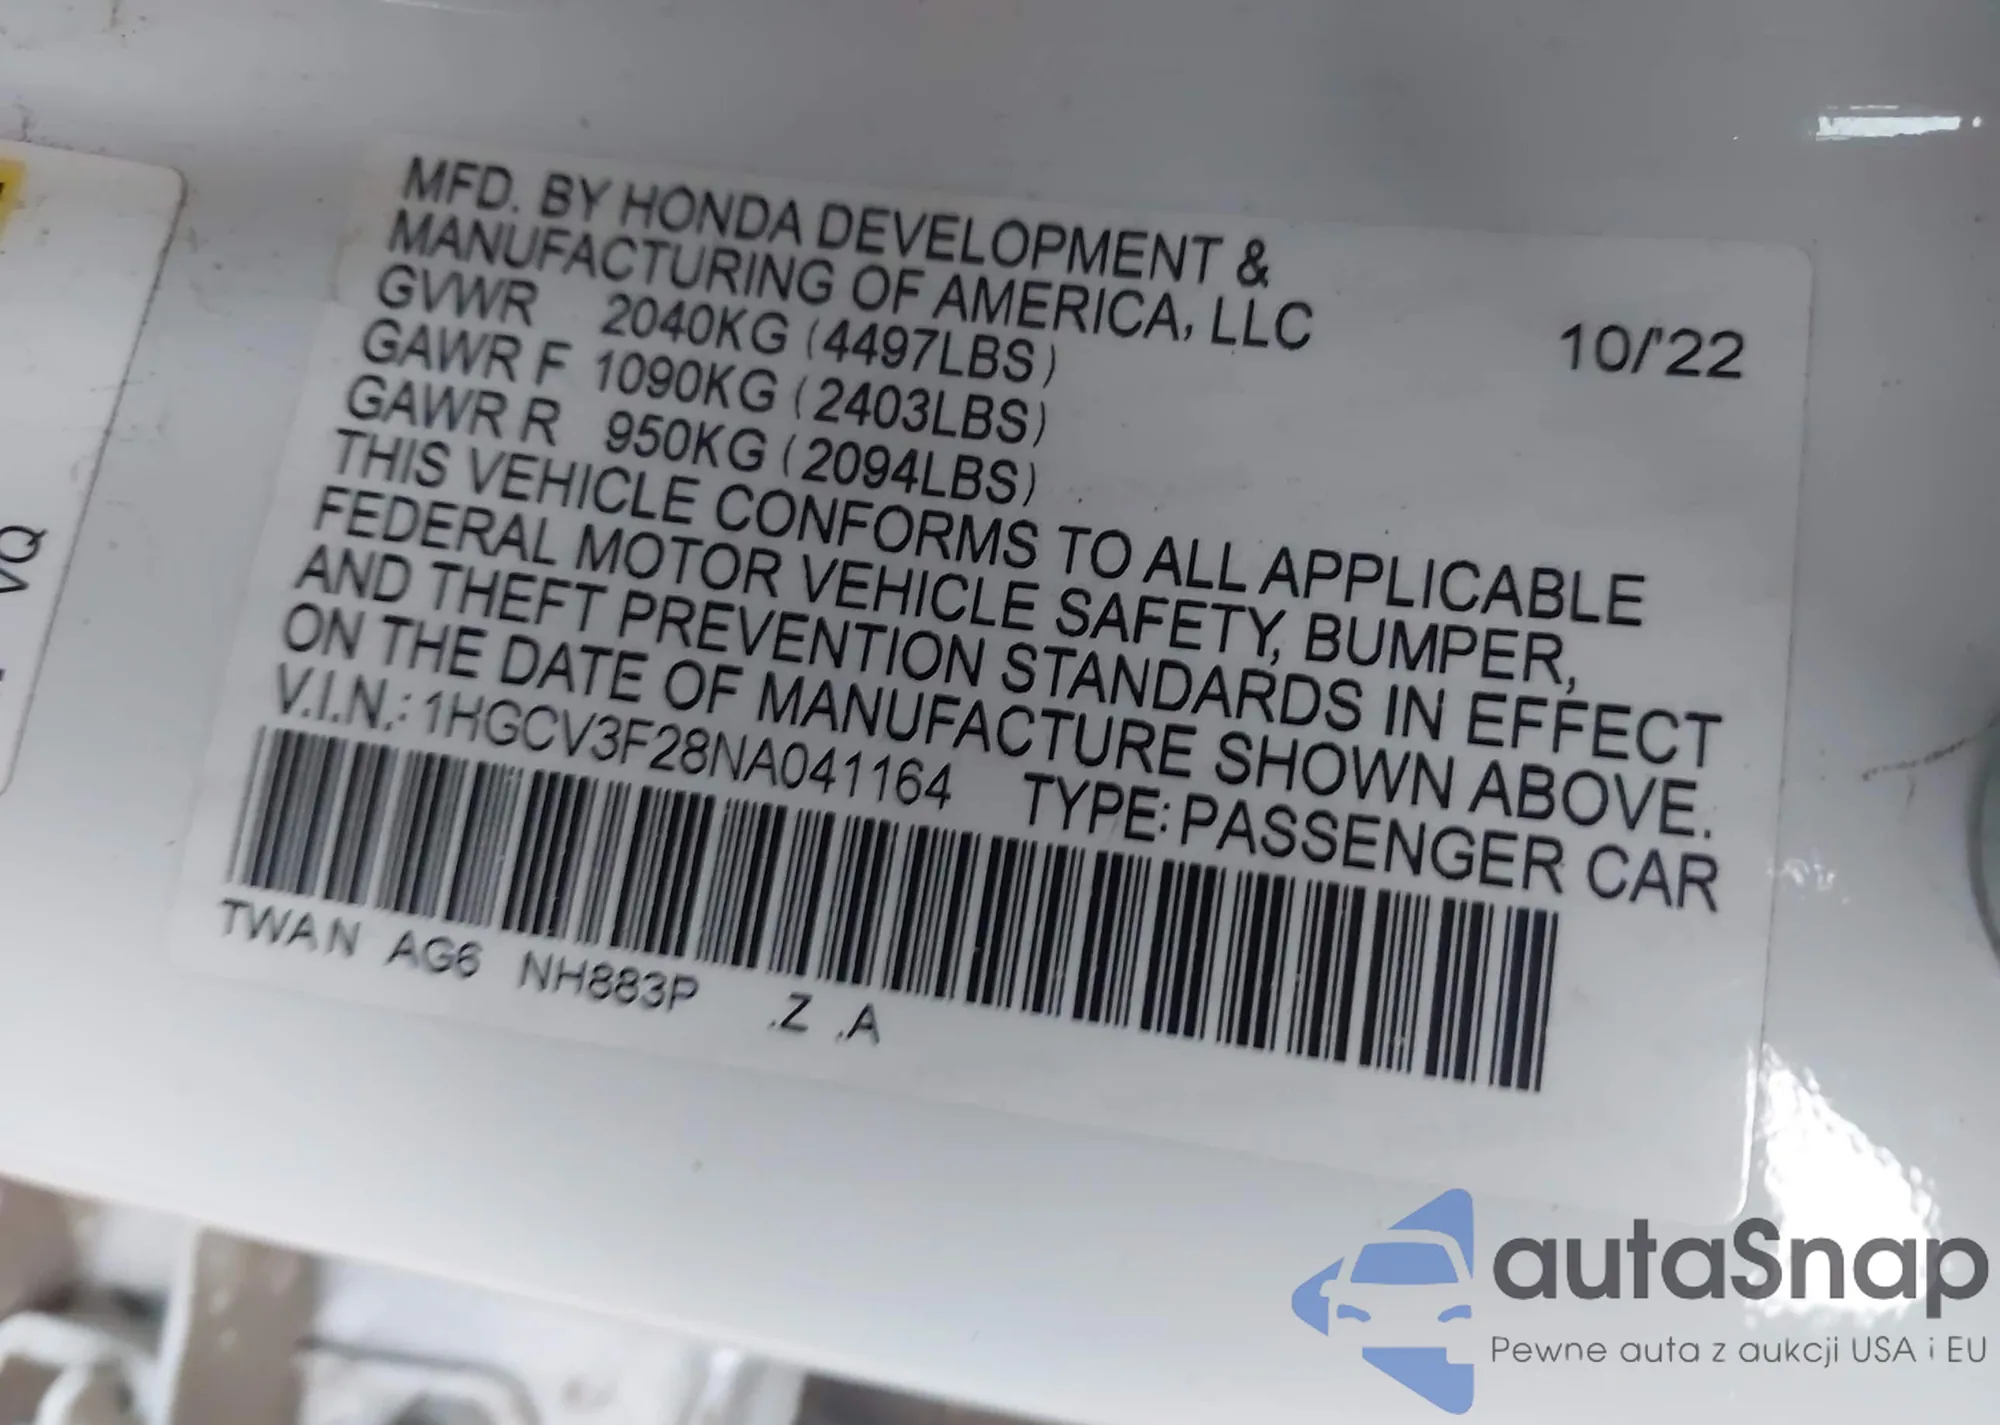 MFD. BY HONDA DEVELOPMENT &
MANUFACTURING OF AMERICA, LLC
10/'22
GVWR 2040KG (4497LBS)
GAWR F 1090KG (2403LBS)
GAWR R 950KG (2094LBS)
THIS VEHICLE CONFORMS TO ALL APPLICABLE
FEDERAL MOTOR VEHICLE SAFETY, BUMPER,
AND THEFT PREVENTION STANDARDS IN EFFECT
ON THE DATE OF MANUFACTURE SHOWN ABOVE.
V.I.N.: 1HGCV3F28NA041164 TYPE: PASSENGER CAR
TWAN AG6 NH883P .Z .A
VQ
autaSnap
Pewne auta z aukcji USA i EU